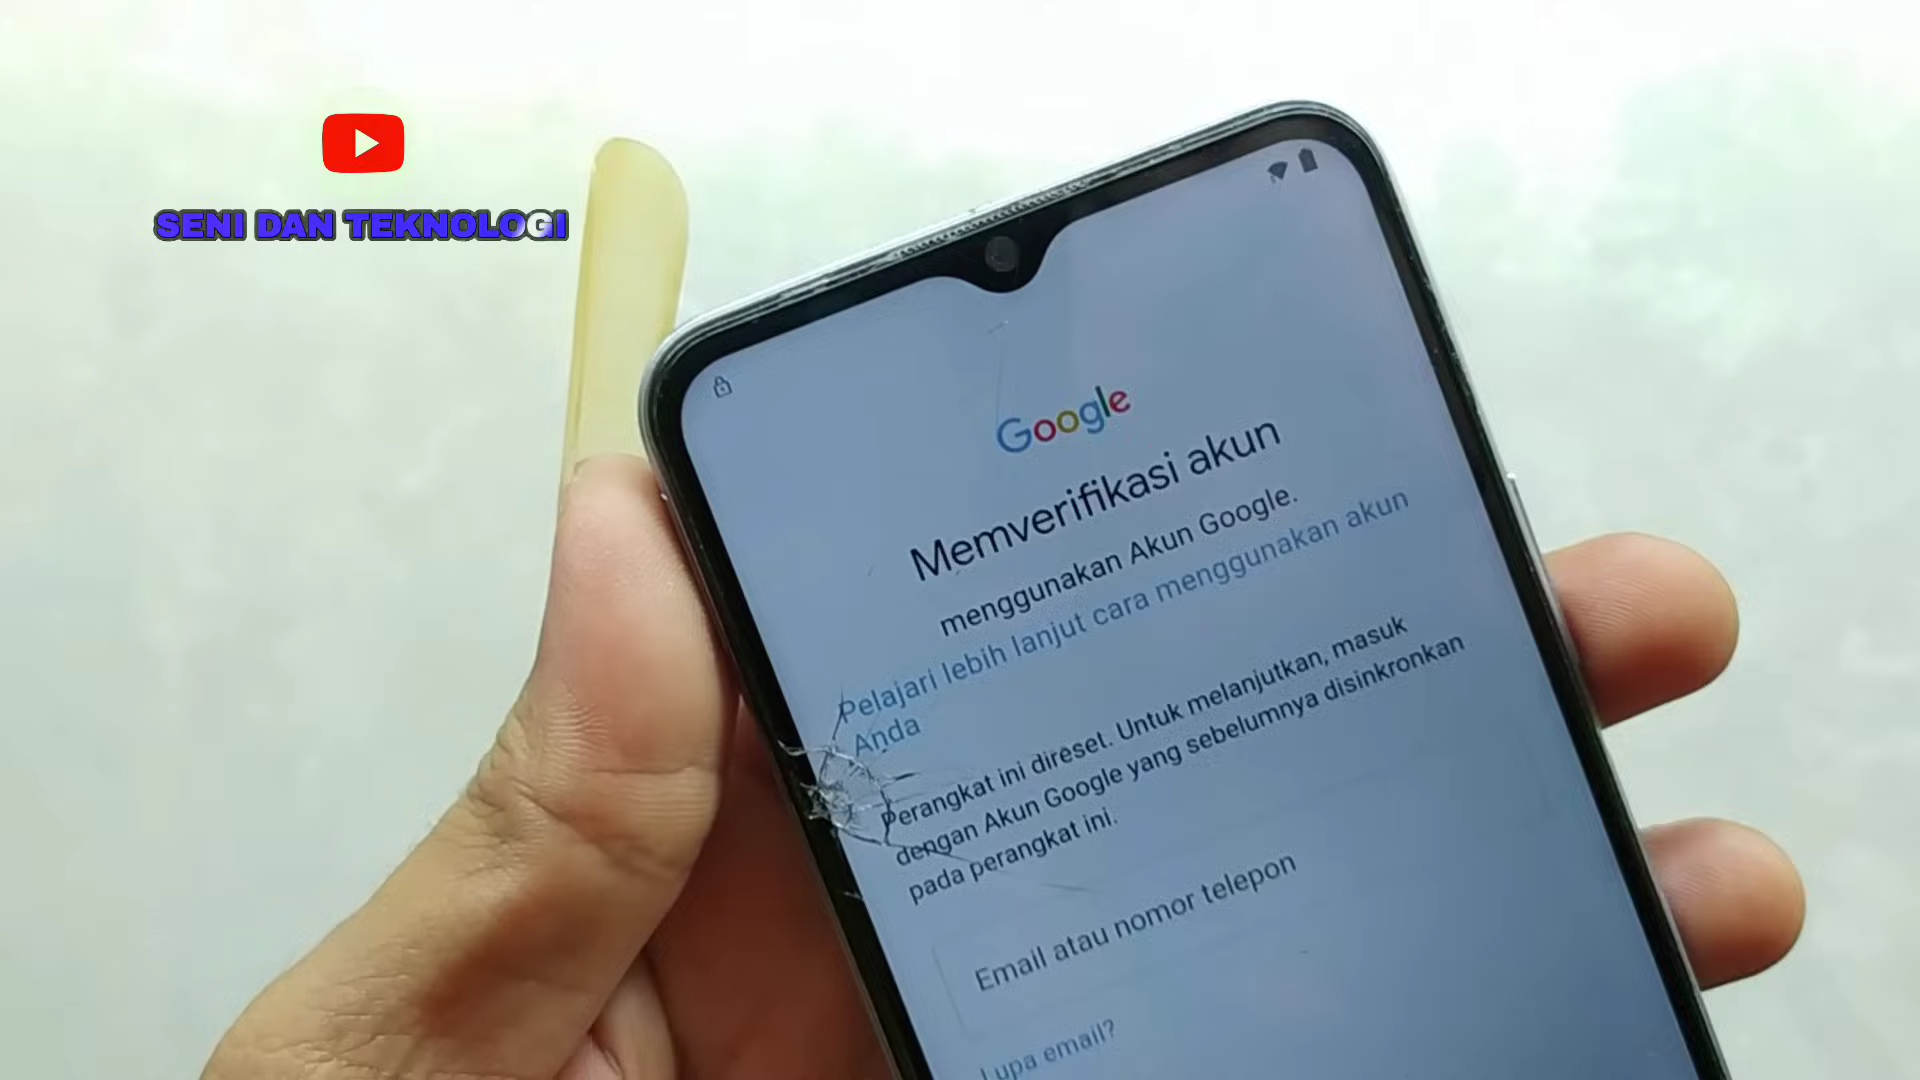 SENI DAN TEKNOLOGI
Google
Memverifikasi akun
menggunakan Akun Google.
Pelajari lebih lanjut cara menggunakan akun
Anda
Perangkat ini direset. Untuk melanjutkan, masuk
dengan Akun Google yang sebelumnya disinkronkan
pada perangkat ini.
Email atau nomor telepon
Lupa email?